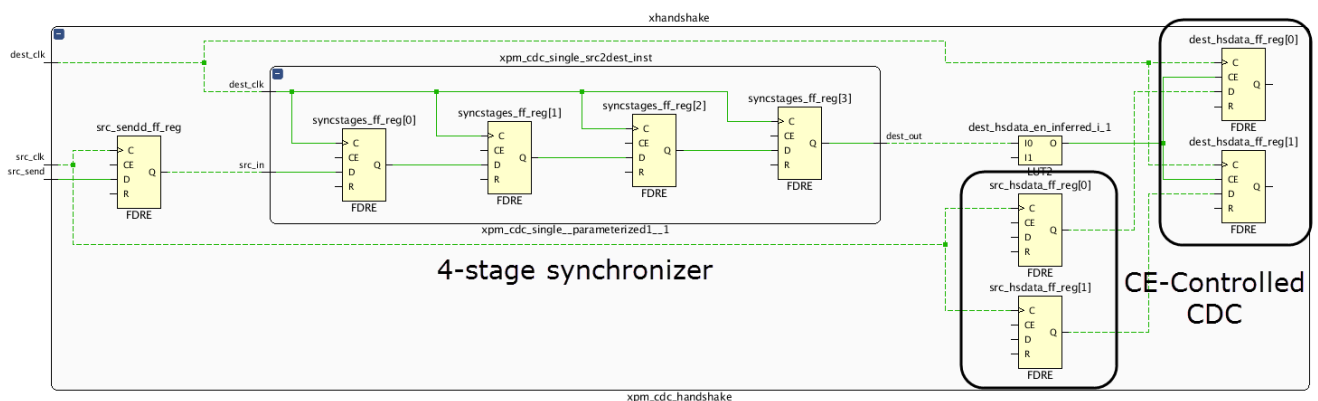 xhandshake
dest_clk
xpm_cdc_single_src2dest_inst
dest_hsdata_ff_reg[0]
C
CE
D
R
Q
FDRE
dest_clk
syncstages_ff_reg[0]
C
CE
D
R
Q
FDRE
syncstages_ff_reg[1]
C
CE
D
R
Q
FDRE
syncstages_ff_reg[2]
C
CE
D
R
Q
FDRE
syncstages_ff_reg[3]
C
CE
D
R
Q
FDRE
src_sendd_ff_reg
C
CE
D
R
Q
FDRE
src_clk
src_send
src_in
dest_out
dest_hsdata_en_inferred_i_1
I0
O
I1
LUT2
dest_hsdata_ff_reg[1]
C
CE
D
R
Q
FDRE
src_hsdata_ff_reg[0]
C
CE
D
R
Q
FDRE
xpm_cdc_single__parameterized1__1
4-stage synchronizer
src_hsdata_ff_reg[1]
C
CE
D
R
Q
FDRE
CE-Controlled
CDC
xpm_cdc_handshake